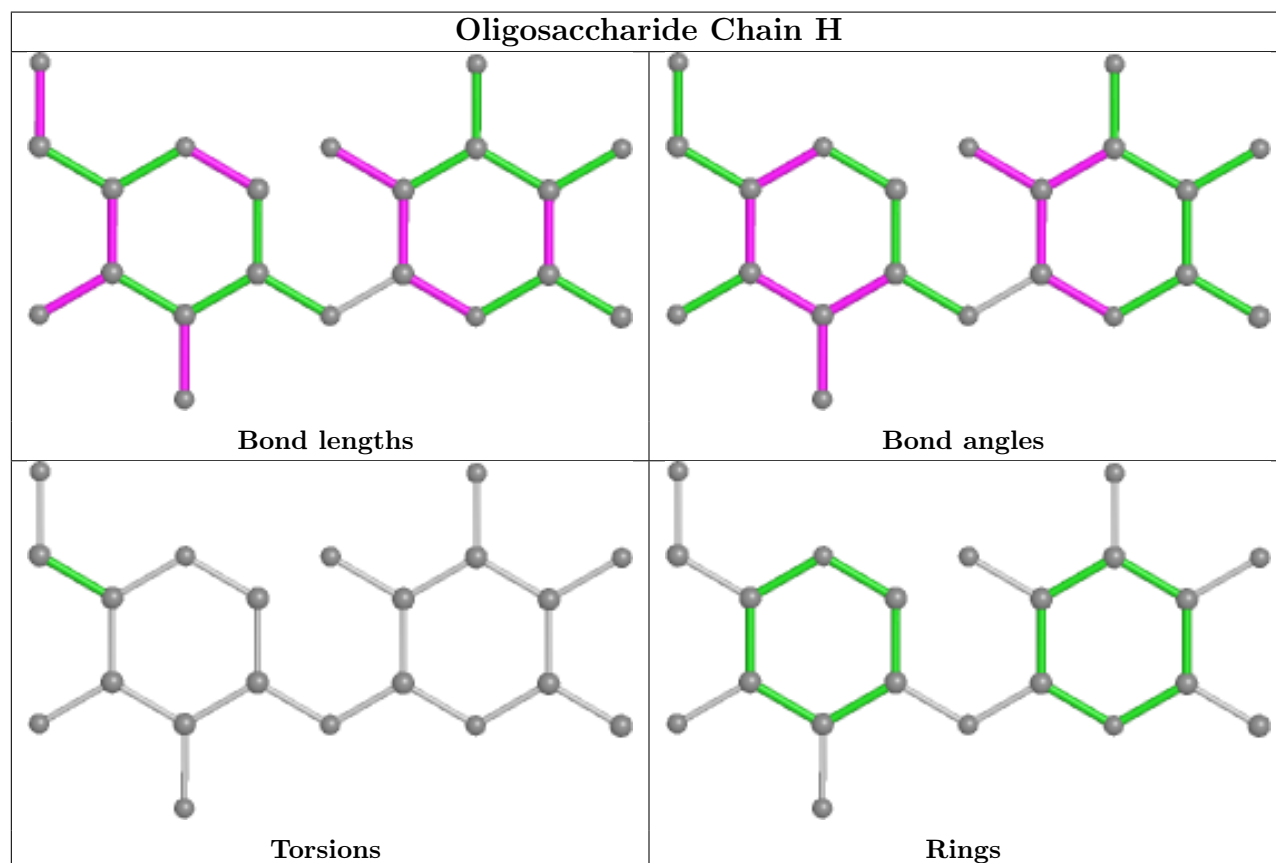 Oligosaccharide Chain H
Bond lengths
Bond angles
Torsions
Rings